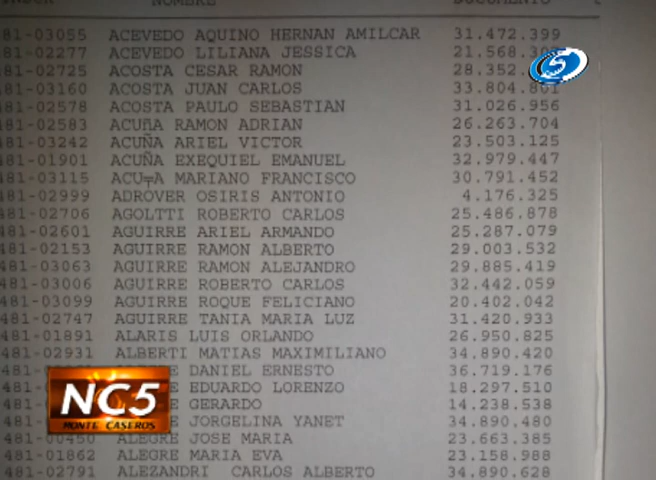 NOMBRE DOCUMENTO
481-03055 ACEVEDO AQUINO HERNAN AMILCAR 31.472.399
481-02277 ACEVEDO LILIANA JESSICA
481-02725 ACOSTA CESAR RAMON
481-03160 ACOSTA JUAN CARLOS 33.804.801
481-02578 ACOSTA PAULO SEBASTIAN 31.026.956
481-02583 ACUñA RAMON ADRIAN 26.263.704
481-03242 ACUÑA ARIEL VICTOR 23.503.125
481-01901 ACUÑA EXEQUIEL EMANUEL 32.979.447
481-03115 ACU╤A MARIANO FRANCISCO 30.791.452
481-02999 ADROVER OSIRIS ANTONIO 4.176.325
481-02706 AGOLTTI ROBERTO CARLOS 25.486.878
481-02601 AGUIRRE ARIEL ARMANDO 25.287.079
481-02153 AGUIRRE RAMON ALBERTO 29.003.532
481-03063 AGUIRRE RAMON ALEJANDRO 29.885.419
481-03006 AGUIRRE ROBERTO CARLOS 32.442.059
481-03099 AGUIRRE ROQUE FELICIANO 20.402.042
481-02747 AGUIRRE TANIA MARIA LUZ 31.420.933
481-01891 ALARIS LUIS ORLANDO 26.950.825
481-02931 ALBERTI MATIAS MAXIMILIANO 34.890.420
DANIEL ERNESTO 36.719.176
EDUARDO LORENZO 18.297.510
GERARDO 14.238.538
JORGELINA YANET 34.890.480
481-00450 ALEGRE JOSE MARIA 23.663.385
481-01862 ALEGRE MARIA EVA 23.158.988
481-02791 ALEZANDRI CARLOS ALBERTO 34.890.628
5
NC5
MONTE CASEROS